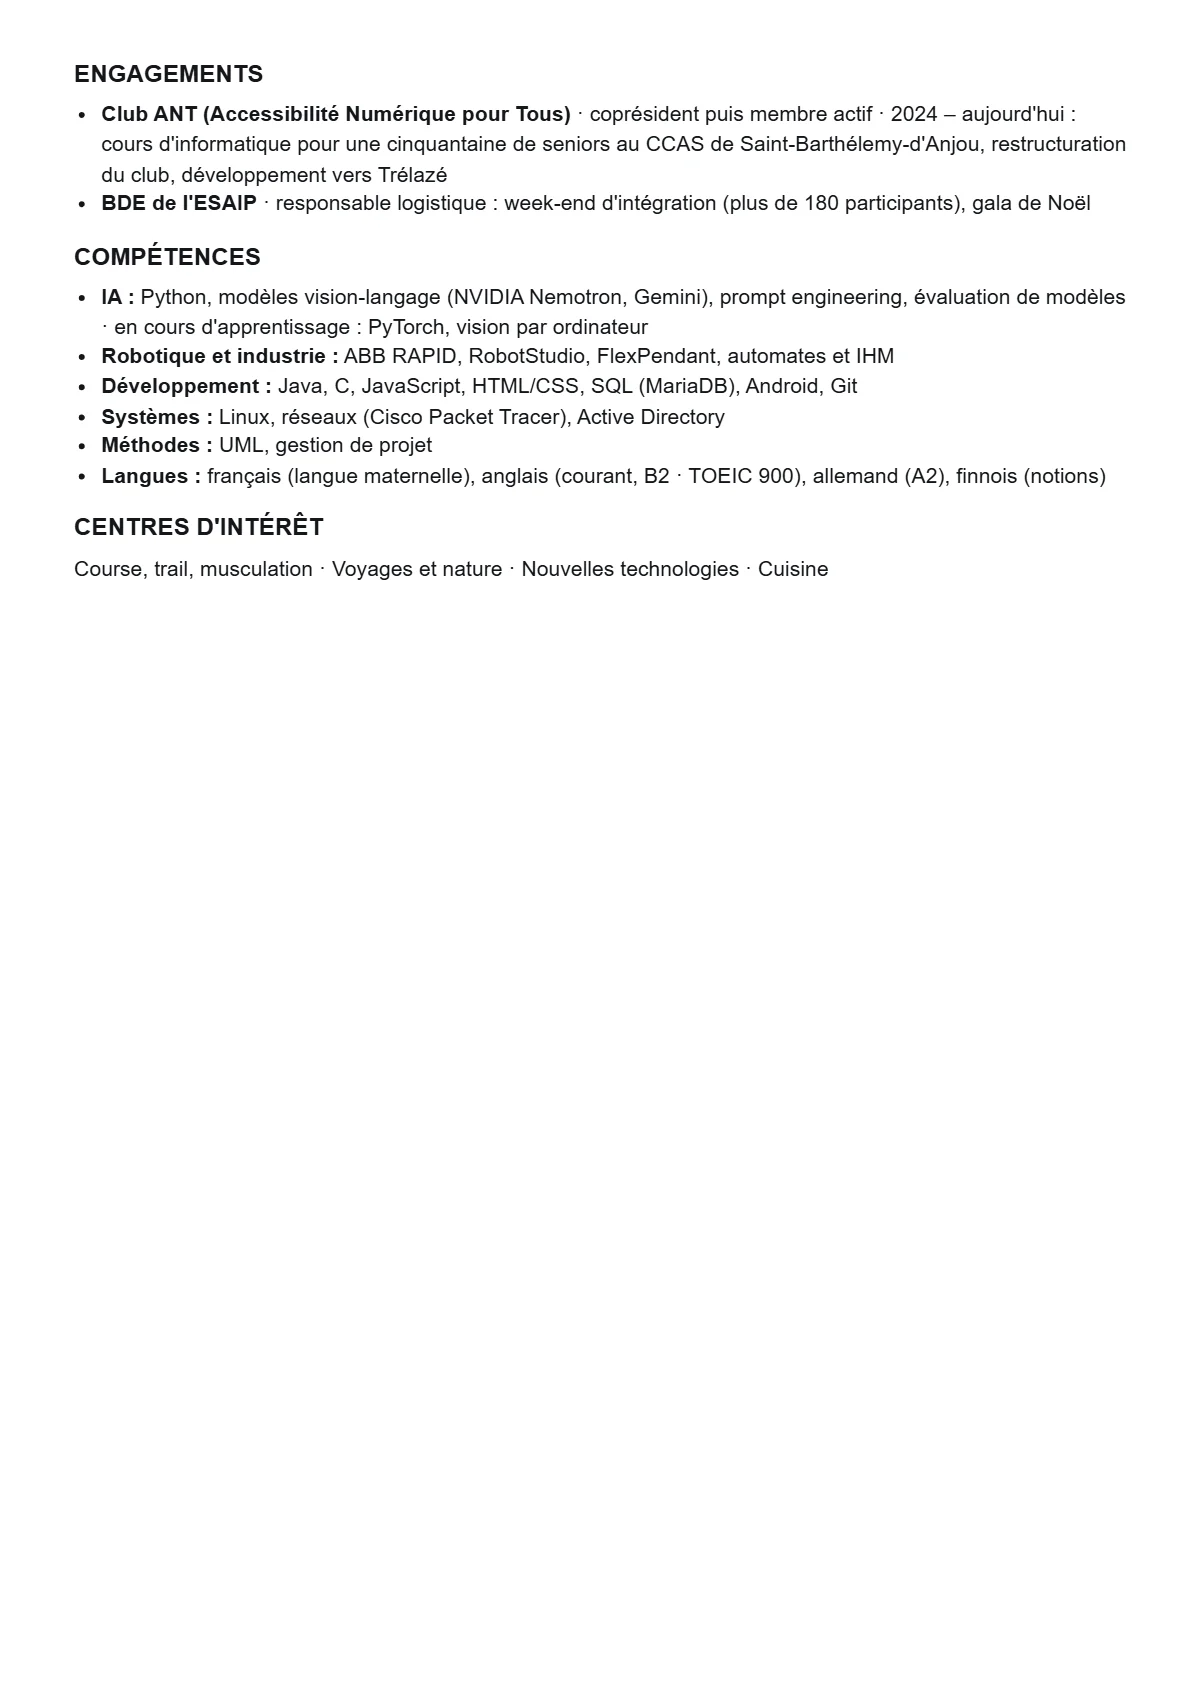 ENGAGEMENTS
• Club ANT (Accessibilité Numérique pour Tous) · coprésident puis membre actif · 2024 – aujourd'hui :
cours d'informatique pour une cinquantaine de seniors au CCAS de Saint-Barthélemy-d'Anjou, restructuration
du club, développement vers Trélazé
• BDE de l'ESAIP · responsable logistique : week-end d'intégration (plus de 180 participants), gala de Noël
COMPÉTENCES
• IA : Python, modèles vision-langage (NVIDIA Nemotron, Gemini), prompt engineering, évaluation de modèles
· en cours d'apprentissage : PyTorch, vision par ordinateur
• Robotique et industrie : ABB RAPID, RobotStudio, FlexPendant, automates et IHM
• Développement : Java, C, JavaScript, HTML/CSS, SQL (MariaDB), Android, Git
• Systèmes : Linux, réseaux (Cisco Packet Tracer), Active Directory
• Méthodes : UML, gestion de projet
• Langues : français (langue maternelle), anglais (courant, B2 · TOEIC 900), allemand (A2), finnois (notions)
CENTRES D'INTÉRÊT
Course, trail, musculation · Voyages et nature · Nouvelles technologies · Cuisine